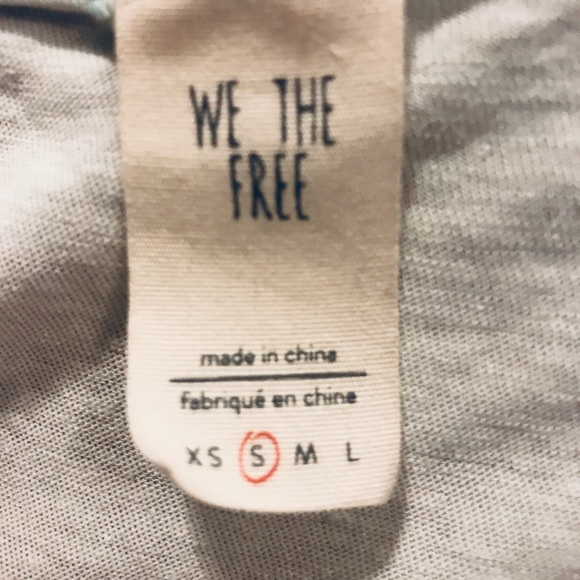 WE THE
FREE
made in china
fabriqué en chine
XS S M L